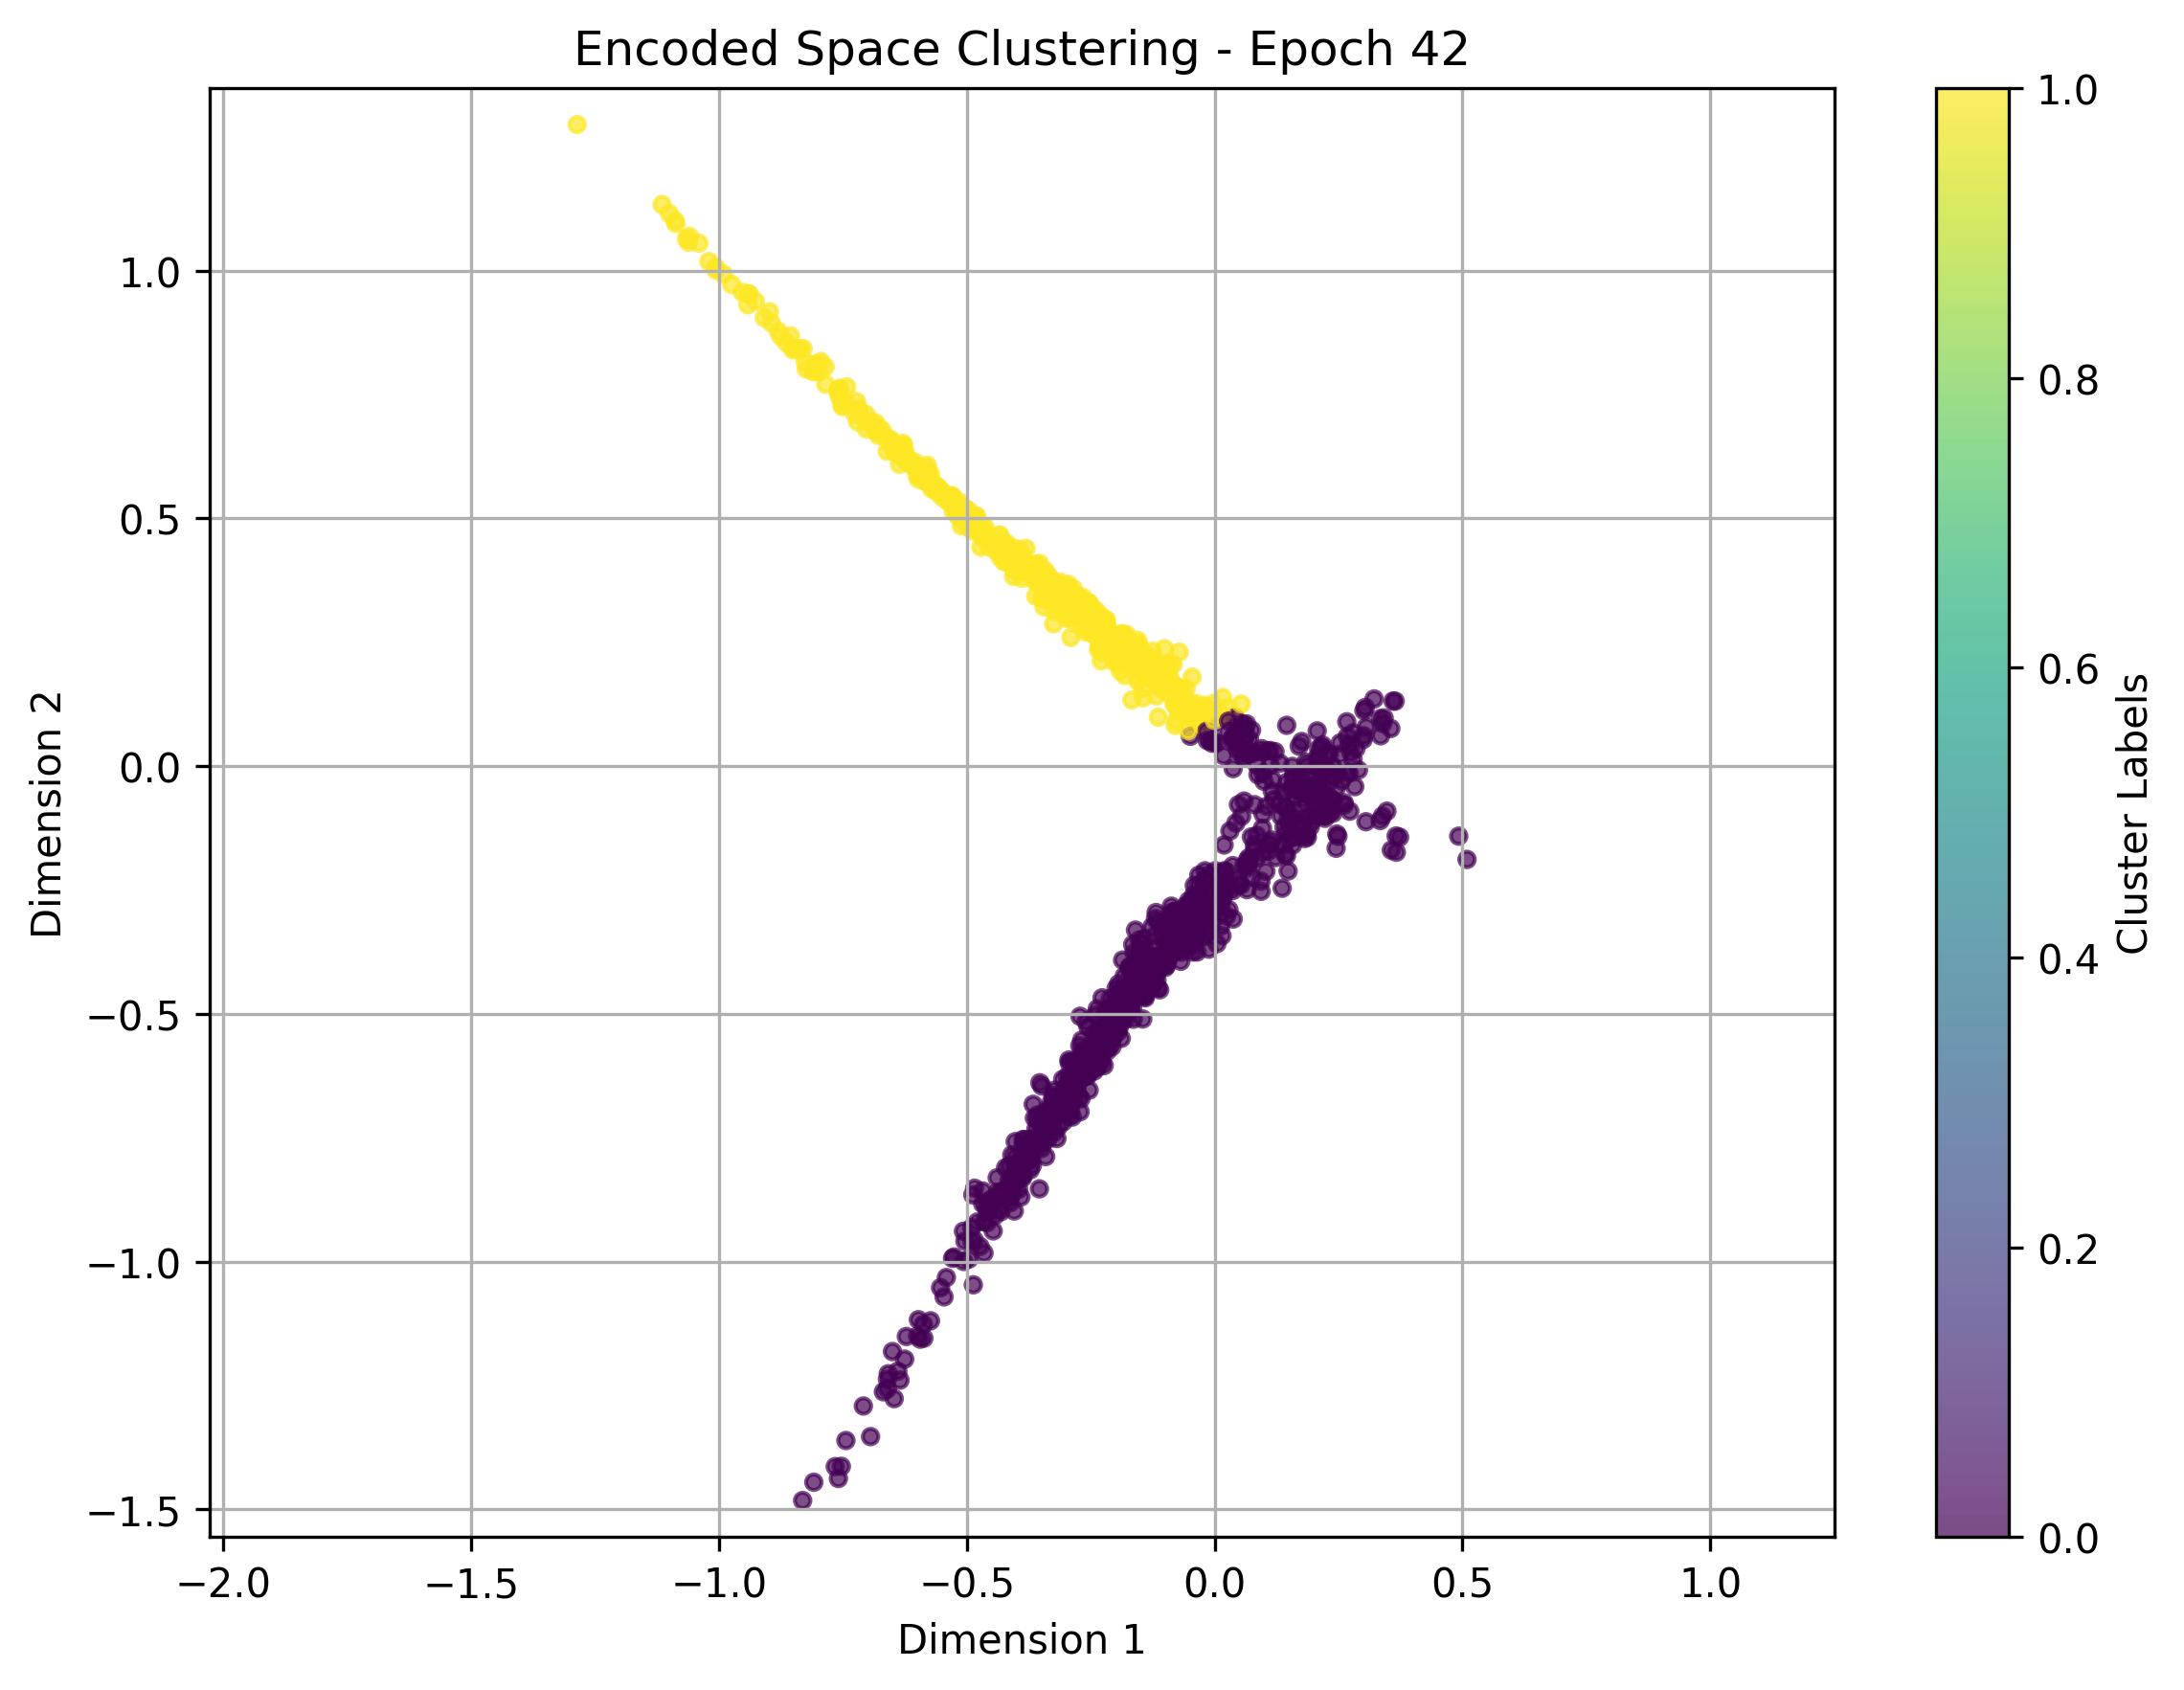 Encoded Space Clustering - Epoch 42
Dimension 2
1.0
0.5
0.0
−0.5
−1.0
−1.5
−2.0 −1.5 −1.0 −0.5 0.0 0.5 1.0
Dimension 1
1.0
0.8
0.6
0.4
0.2
0.0
Cluster Labels